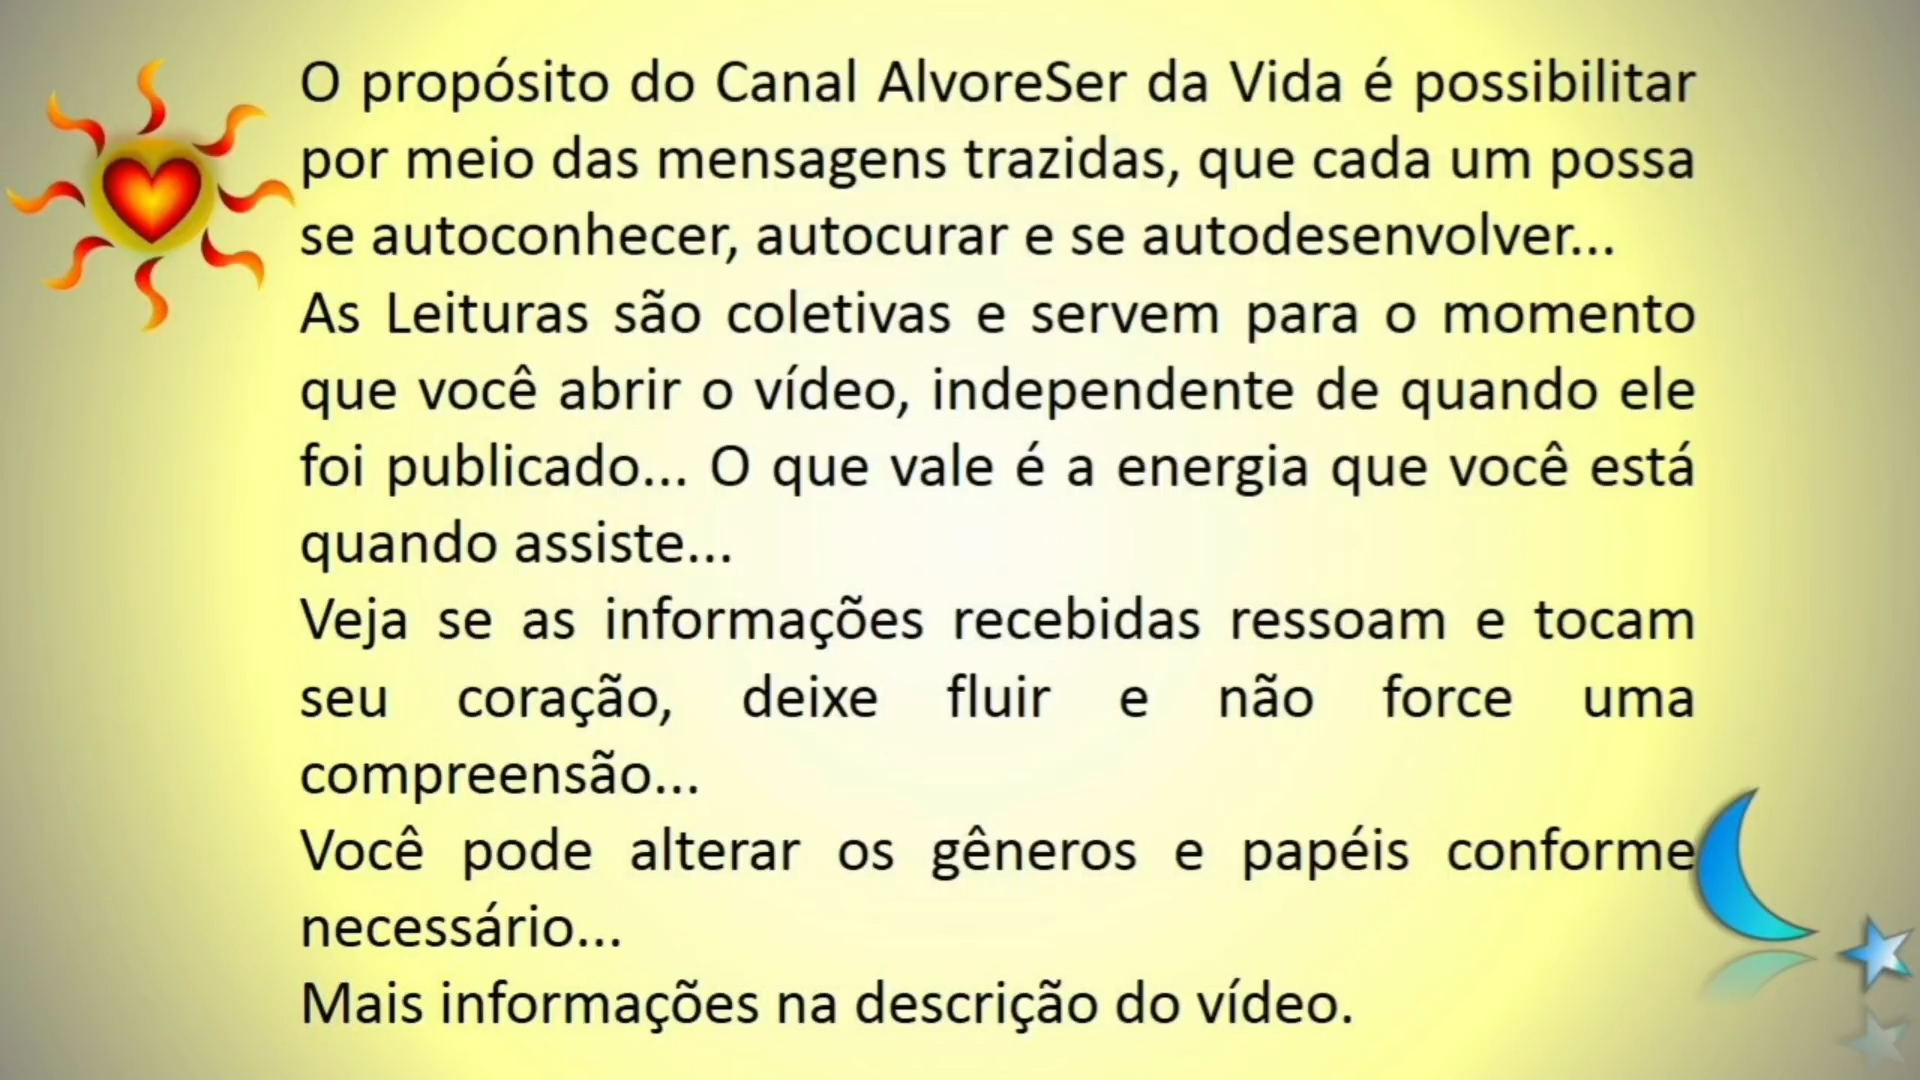 O propósito do Canal AlvoreSer da Vida é possibilitar
por meio das mensagens trazidas, que cada um possa
se autoconhecer, autocurar e se autodesenvolver...
As Leituras são coletivas e servem para o momento
que você abrir o vídeo, independente de quando ele
foi publicado... O que vale é a energia que você está
quando assiste...
Veja se as informações recebidas ressoam e tocam
seu coração, deixe fluir e não force uma
compreensão...
Você pode alterar os gêneros e papéis conforme
necessário...
Mais informações na descrição do vídeo.